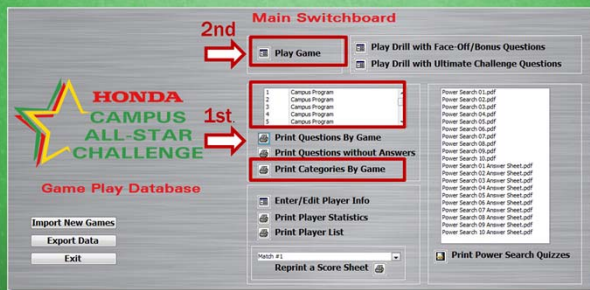 Main Switchboard
2nd
Play Game
Play Drill with Face-Off/Bonus Questions
Play Drill with Ultimate Challenge Questions
HONDA
CAMPUS
ALL-STAR
CHALLENGE
Game Play Database
Import New Games
Export Data
Exit
1st
1 Campus Program
2 Campus Program
3 Campus Program
4 Campus Program
5 Campus Program
Print Questions By Game
Print Questions without Answers
Print Categories By Game
Enter/Edit Player Info
Print Player Statistics
Print Player List
Match #1
Reprint a Score Sheet
Power Search 01.pdf
Power Search 02.pdf
Power Search 03.pdf
Power Search 04.pdf
Power Search 05.pdf
Power Search 06.pdf
Power Search 07.pdf
Power Search 08.pdf
Power Search 09.pdf
Power Search 10.pdf
Power Search 01 Answer Sheet.pdf
Power Search 02 Answer Sheet.pdf
Power Search 03 Answer Sheet.pdf
Power Search 04 Answer Sheet.pdf
Power Search 05 Answer Sheet.pdf
Power Search 06 Answer Sheet.pdf
Power Search 07 Answer Sheet.pdf
Power Search 08 Answer Sheet.pdf
Power Search 09 Answer Sheet.pdf
Power Search 10 Answer Sheet.pdf
Print Power Search Quizzes